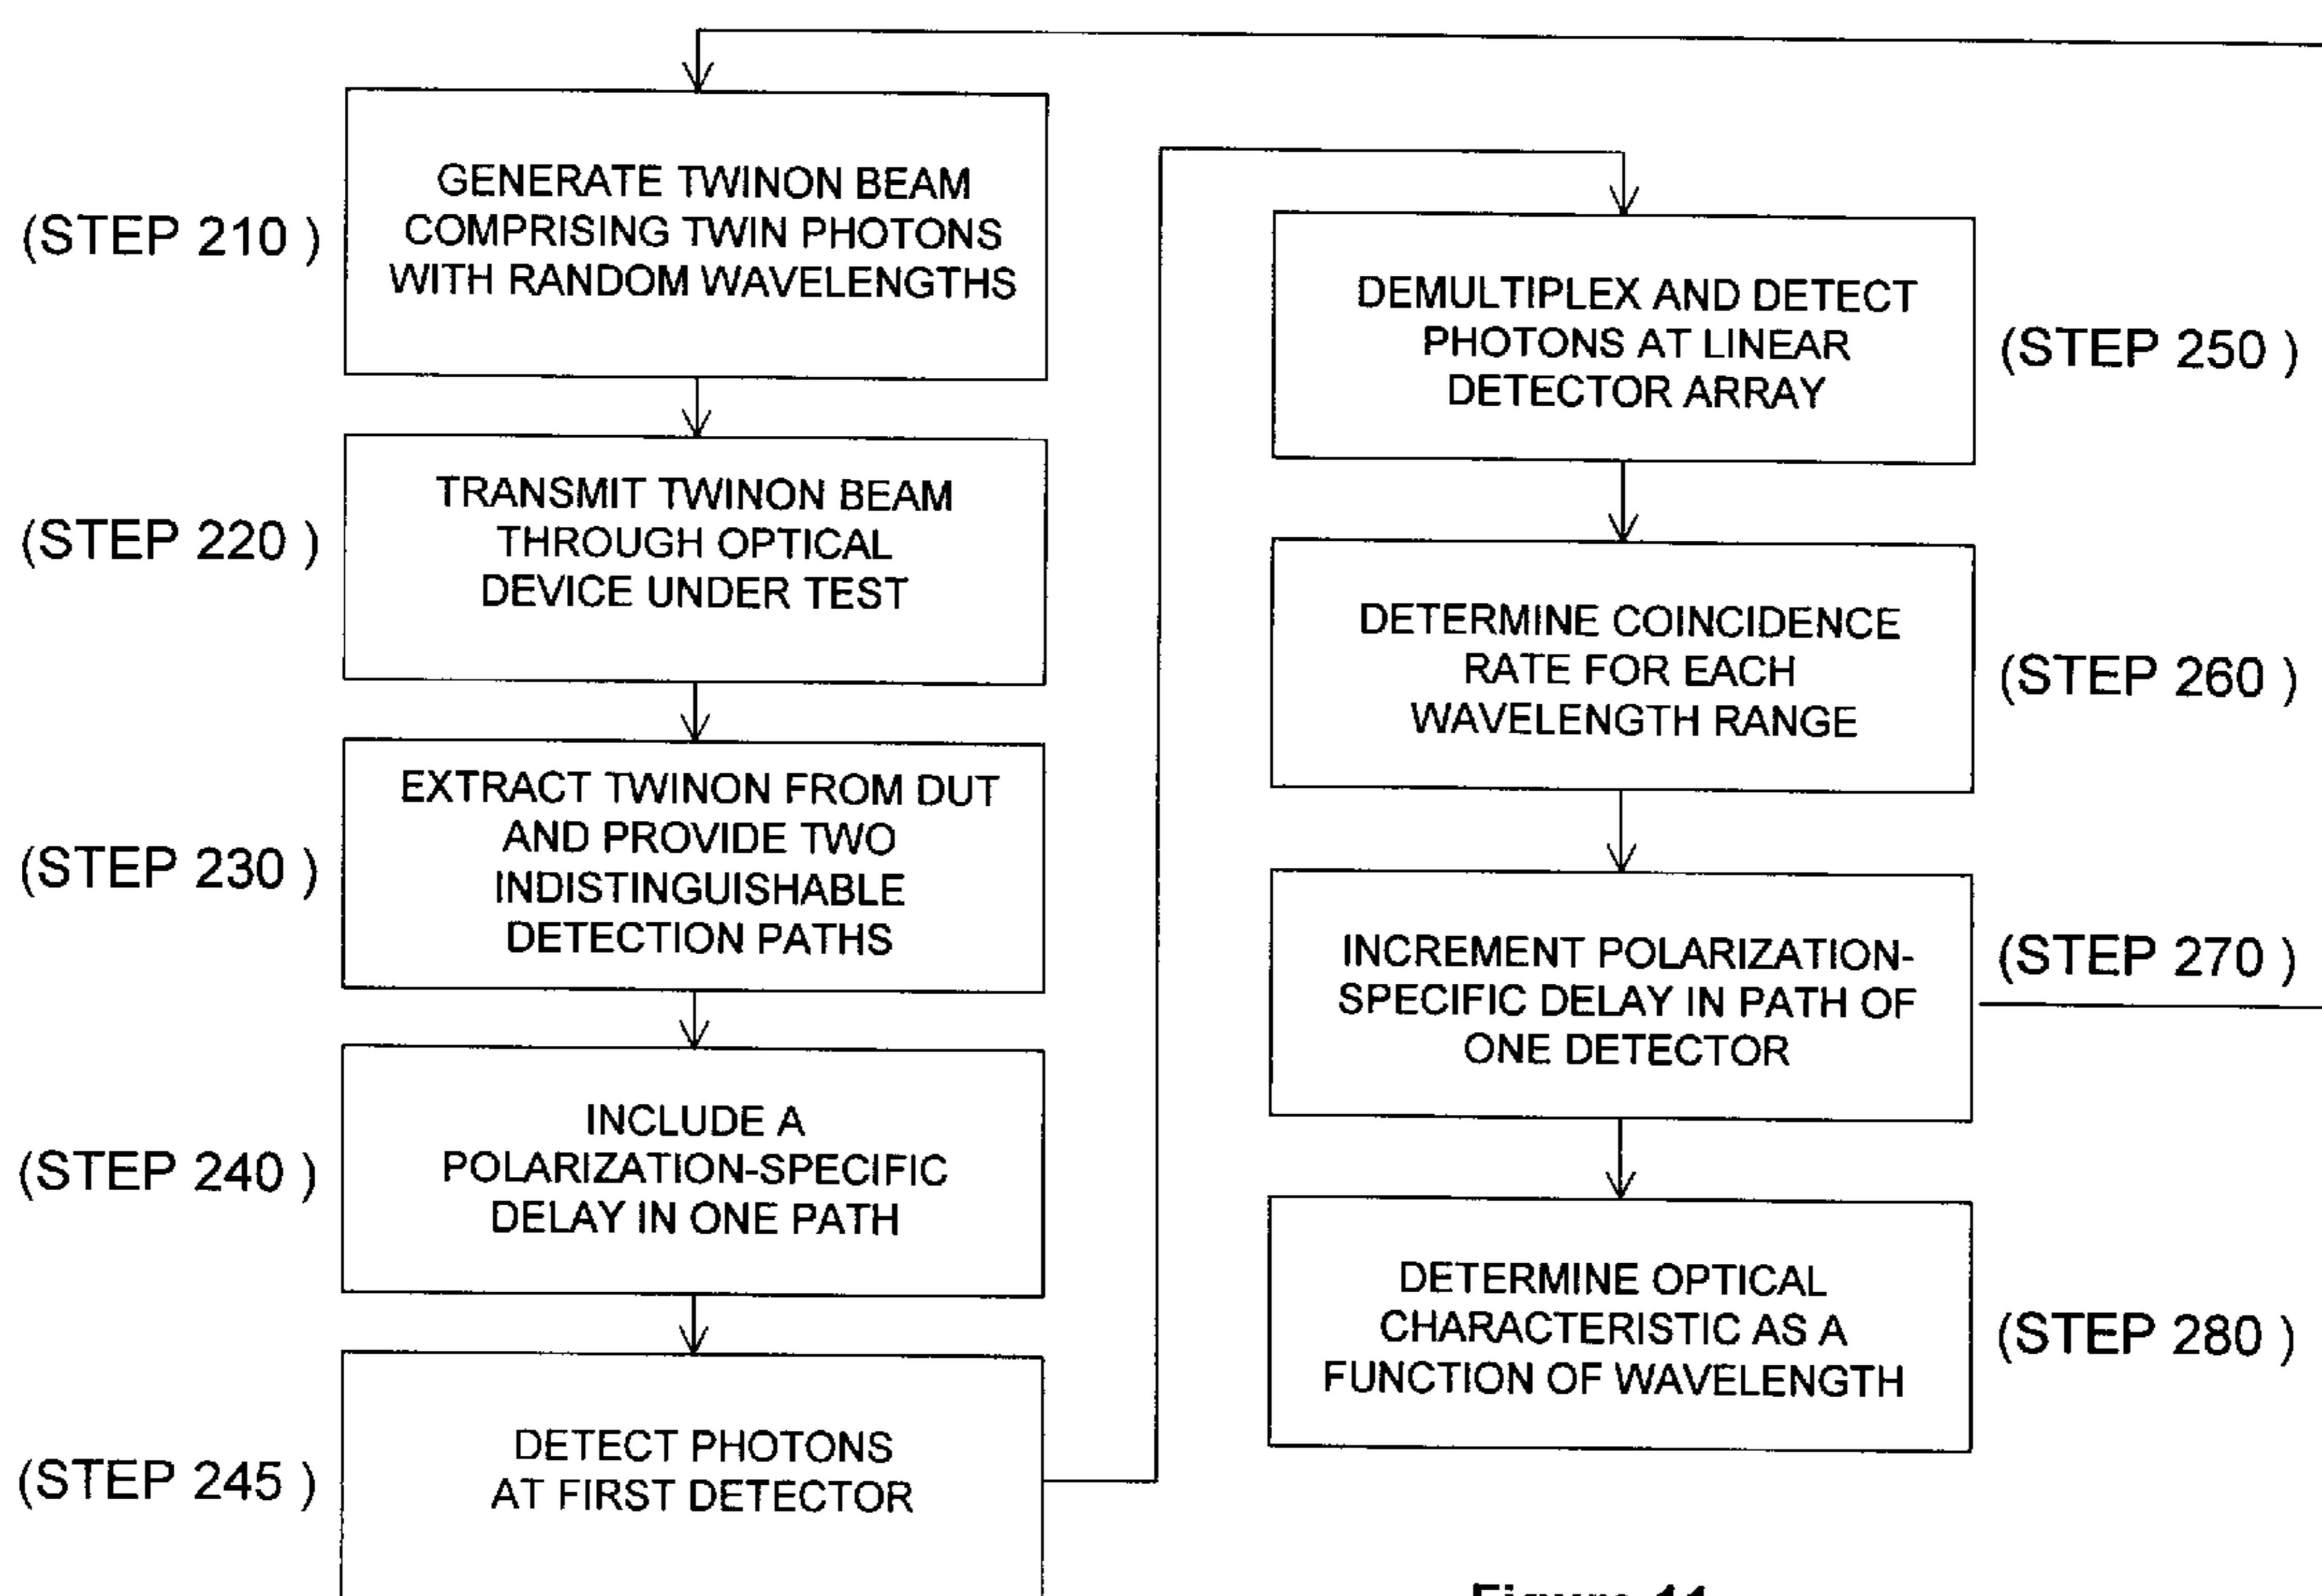 (STEP 210 )
GENERATE TWINON BEAM
COMPRISING TWIN PHOTONS
WITH RANDOM WAVELENGTHS
(STEP 220 )
TRANSMIT TWINON BEAM
THROUGH OPTICAL
DEVICE UNDER TEST
(STEP 230 )
EXTRACT TWINON FROM DUT
AND PROVIDE TWO
INDISTINGUISHABLE
DETECTION PATHS
(STEP 240 )
INCLUDE A
POLARIZATION-SPECIFIC
DELAY IN ONE PATH
(STEP 245 )
DETECT PHOTONS
AT FIRST DETECTOR
DEMULTIPLEX AND DETECT
PHOTONS AT LINEAR
DETECTOR ARRAY
(STEP 250 )
DETERMINE COINCIDENCE
RATE FOR EACH
WAVELENGTH RANGE
(STEP 260 )
INCREMENT POLARIZATION-
SPECIFIC DELAY IN PATH OF
ONE DETECTOR
(STEP 270 )
DETERMINE OPTICAL
CHARACTERISTIC AS A
FUNCTION OF WAVELENGTH
(STEP 280 )
Figure 11